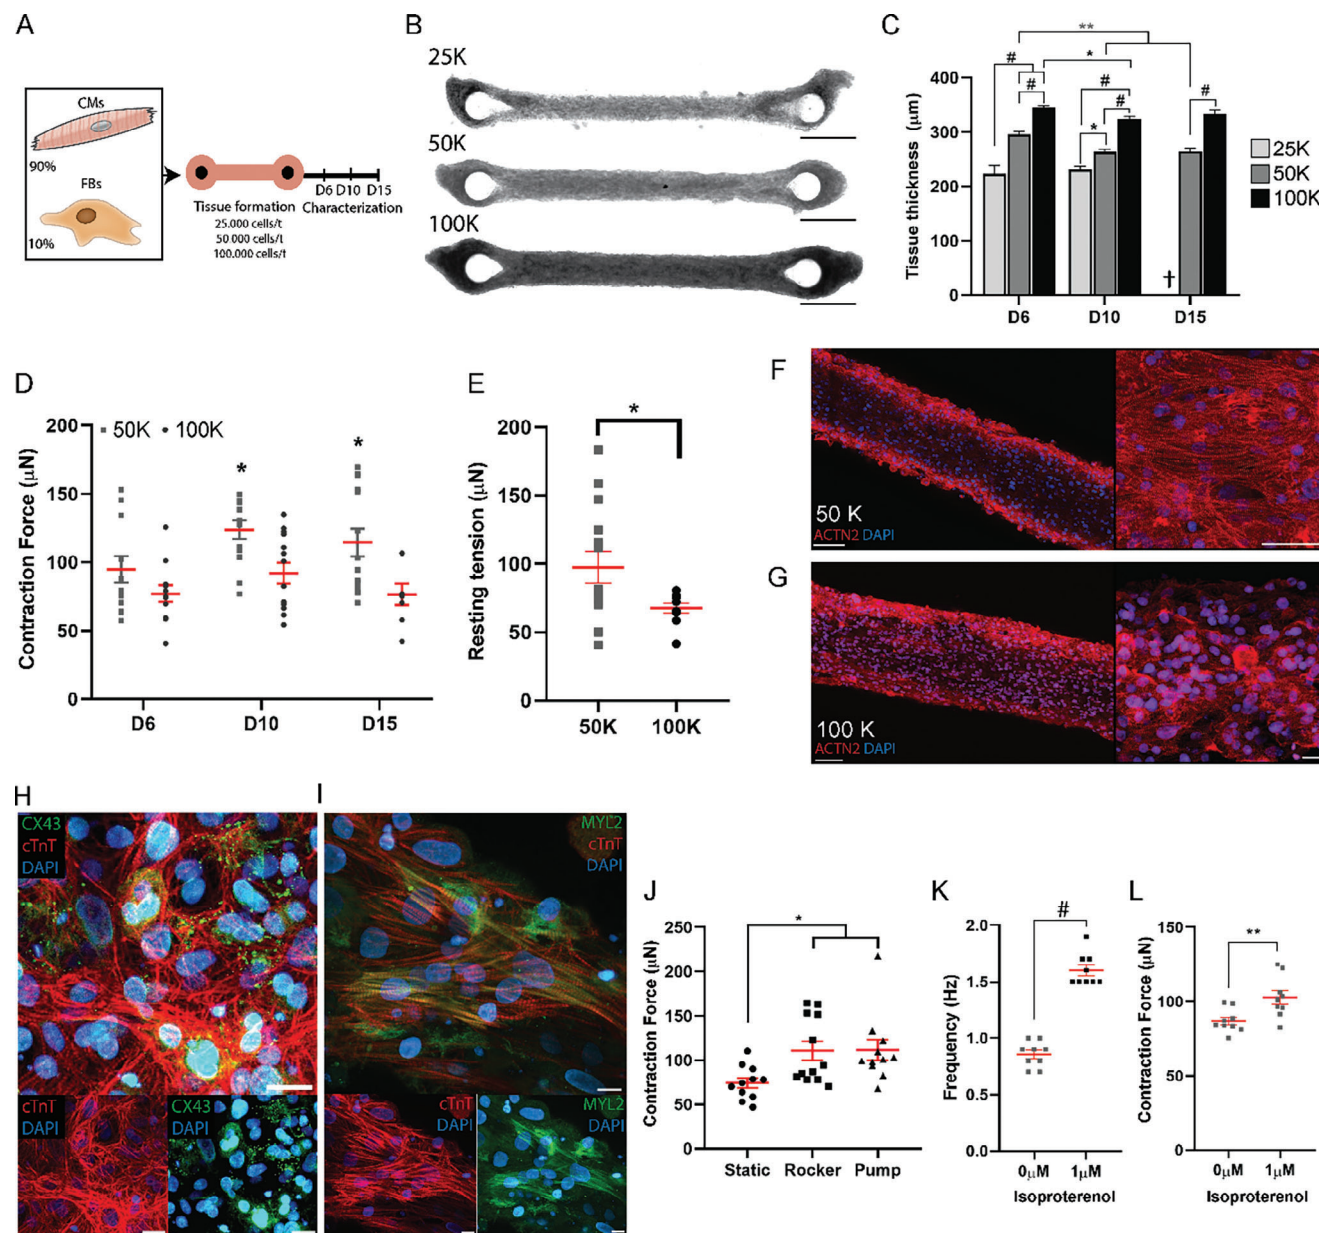 A
CMs
90%
FBs
10%
Tissue formation
25.000 cells/t
50.000 cells/t
100.000 cells/t
D6 D10 D15
Characterization
B
25K
50K
100K
C
Tissue thickness (μm)
400
300
200
100
0
** 
# # # * # * # #
†
D6 D10 D15
25K
50K
100K
D
Contraction Force (μN)
200
150
100
50
0
50K 100K
* *
D6 D10 D15
E
Resting tension (μN)
200
150
100
50
0
*
50K 100K
F
50 K
ACTN2 DAPI
G
100 K
ACTN2 DAPI
H
CX43
cTnT
DAPI
cTnT
DAPI
CX43
DAPI
I
MYL2
cTnT
DAPI
cTnT
DAPI
MYL2
DAPI
J
Contraction Force (μN)
250
200
150
100
50
0
*
Static Rocker Pump
K
Frequency (Hz)
2.0
1.5
1.0
0.5
0.0
#
0μM 1μM
Isoproterenol
L
Contraction Force (μN)
150
100
50
0
**
0μM 1μM
Isoproterenol